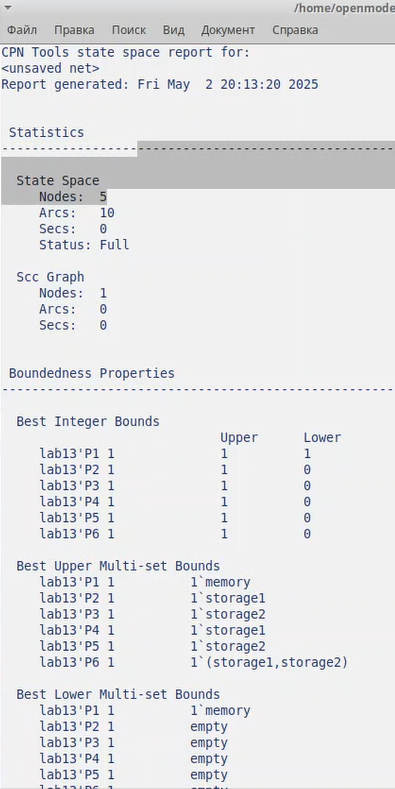 /home/openmode
Файл Правка Поиск Вид Документ Справка
CPN Tools state space report for:
<unsaved net>
Report generated: Fri May  2 20:13:20 2025
Statistics
------------------------------------------------
State Space
Nodes:  5
Arcs:   10
Secs:   0
Status: Full
Scc Graph
Nodes:  1
Arcs:   0
Secs:   0
Boundedness Properties
------------------------------------------------
Best Integer Bounds
Upper      Lower
lab13'P1 1             1          1
lab13'P2 1             1          0
lab13'P3 1             1          0
lab13'P4 1             1          0
lab13'P5 1             1          0
lab13'P6 1             1          0
Best Upper Multi-set Bounds
lab13'P1 1         1`memory
lab13'P2 1         1`storage1
lab13'P3 1         1`storage2
lab13'P4 1         1`storage1
lab13'P5 1         1`storage2
lab13'P6 1         1`(storage1,storage2)
Best Lower Multi-set Bounds
lab13'P1 1         1`memory
lab13'P2 1         empty
lab13'P3 1         empty
lab13'P4 1         empty
lab13'P5 1         empty